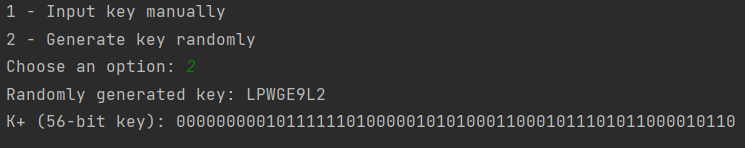 1 - Input key manually
2 - Generate key randomly
Choose an option: 2
Randomly generated key: LPWGE9L2
K+ (56-bit key): 00000000010111111010000010101000110001011101011000010110